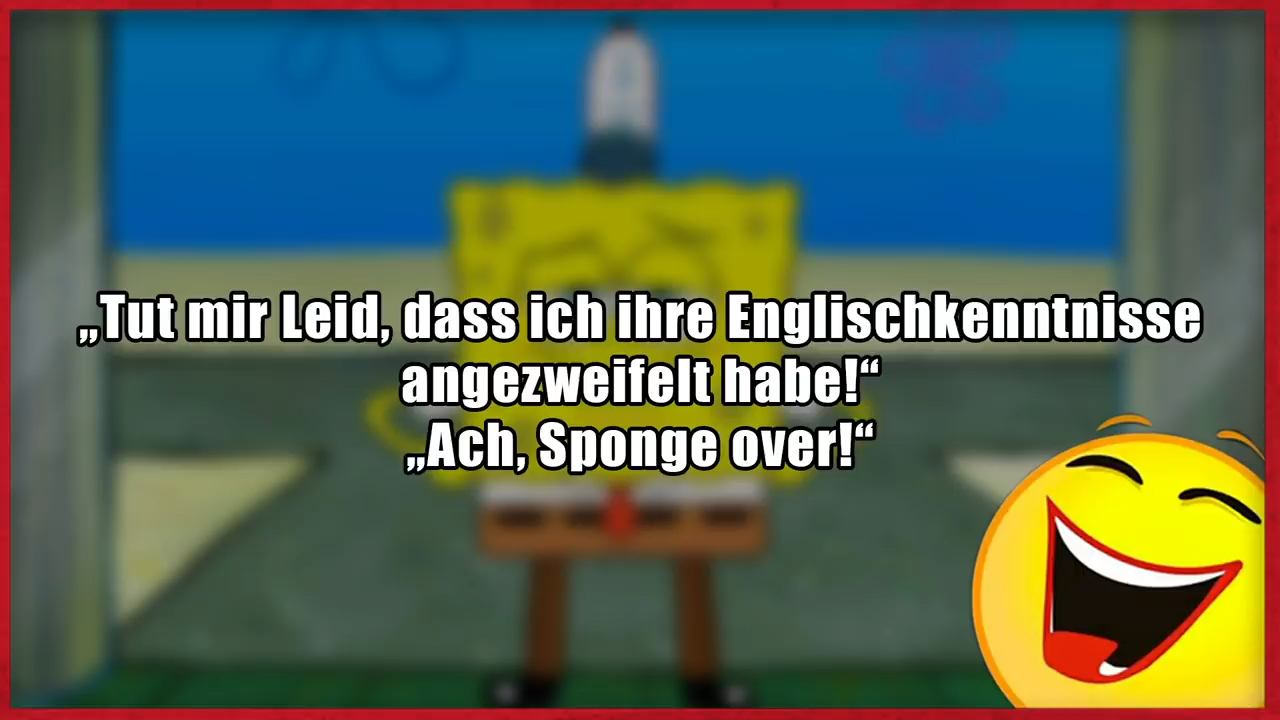 „Tut mir Leid, dass ich ihre Englischkenntnisse
angezweifelt habe!“
„Ach, Sponge over!“